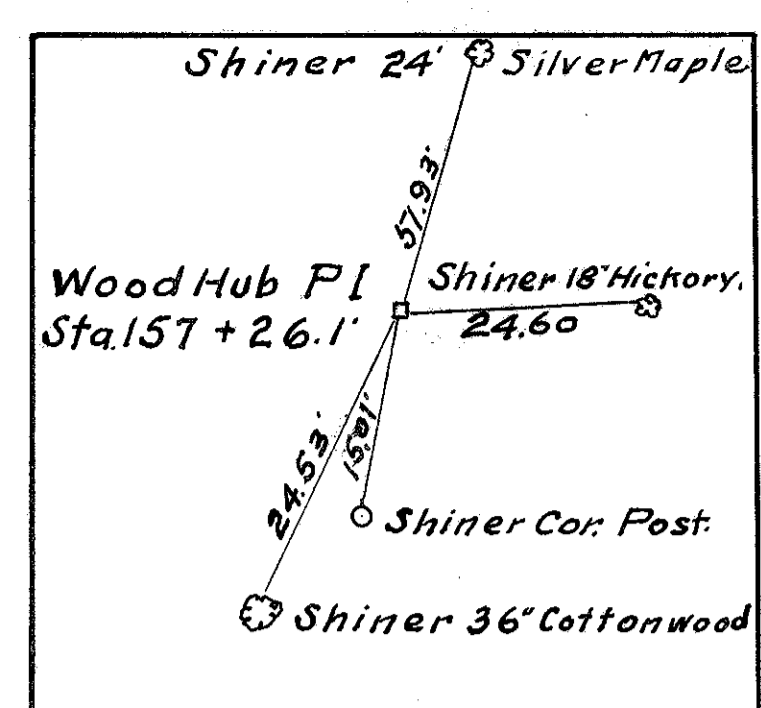 Shiner 24' Silver Maple
57.93'
Wood Hub PI
Sta. 157 + 26.1'
Shiner 18" Hickory.
24.60
24.53'
15.01'
Shiner Cor. Post.
Shiner 36" Cottonwood